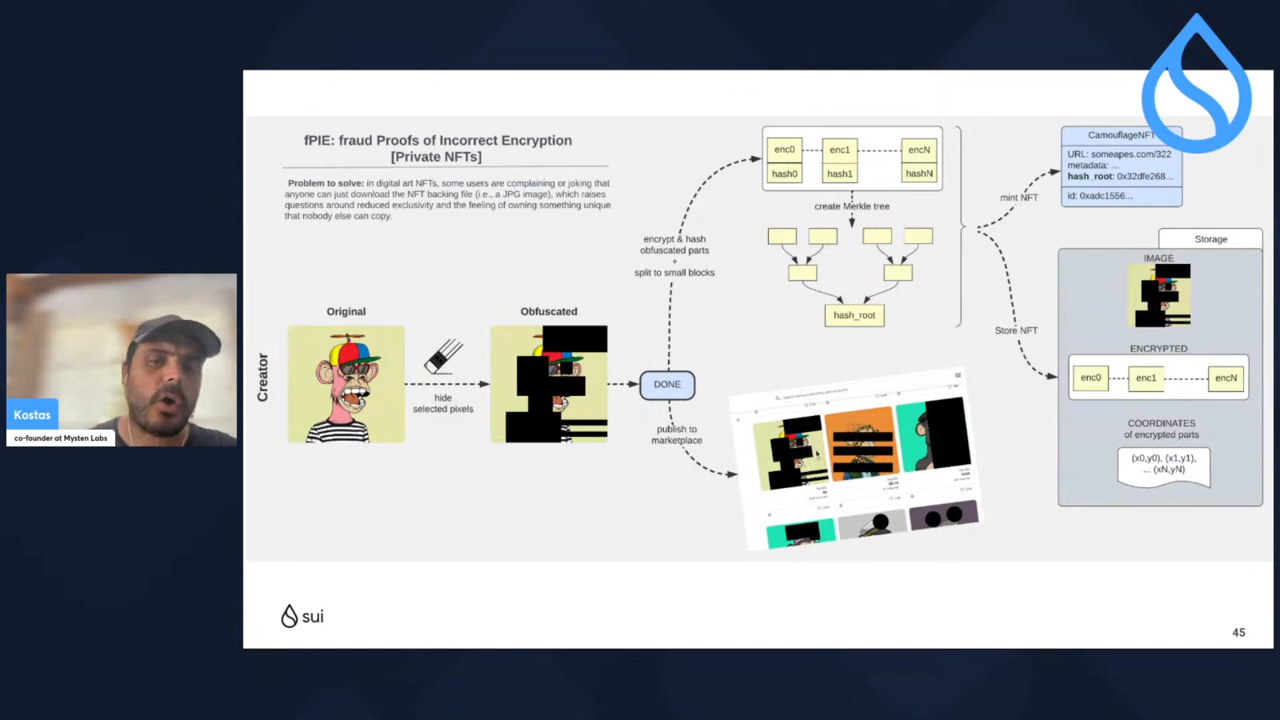 fPIE: fraud Proofs of Incorrect Encryption
[Private NFTs]
Problem to solve: in digital art NFTs, some users are complaining or joking that
anyone can just download the NFT backing file (i.e., a JPG image), which raises
questions around reduced exclusivity and the feeling of owning something unique
that nobody else can copy.
Creator
Original
hide
selected pixels
Obfuscated
DONE
encrypt & hash
obfuscated parts
+
split to small blocks
publish to
marketplace
enc0
enc1
encN
hash0
hash1
hashN
create Merkle tree
hash_root
mint NFT
Store NFT
CamouflageNFT
URL: someapes.com/322
metadata: ...
hash_root: 0x32dfe268...
id: 0xadc1556...
Storage
IMAGE
ENCRYPTED
enc0
enc1
encN
COORDINATES
of encrypted parts
(x0,y0), (x1,y1),
... (xN,yN)
Kostas
co-founder at Mysten Labs
sui
45